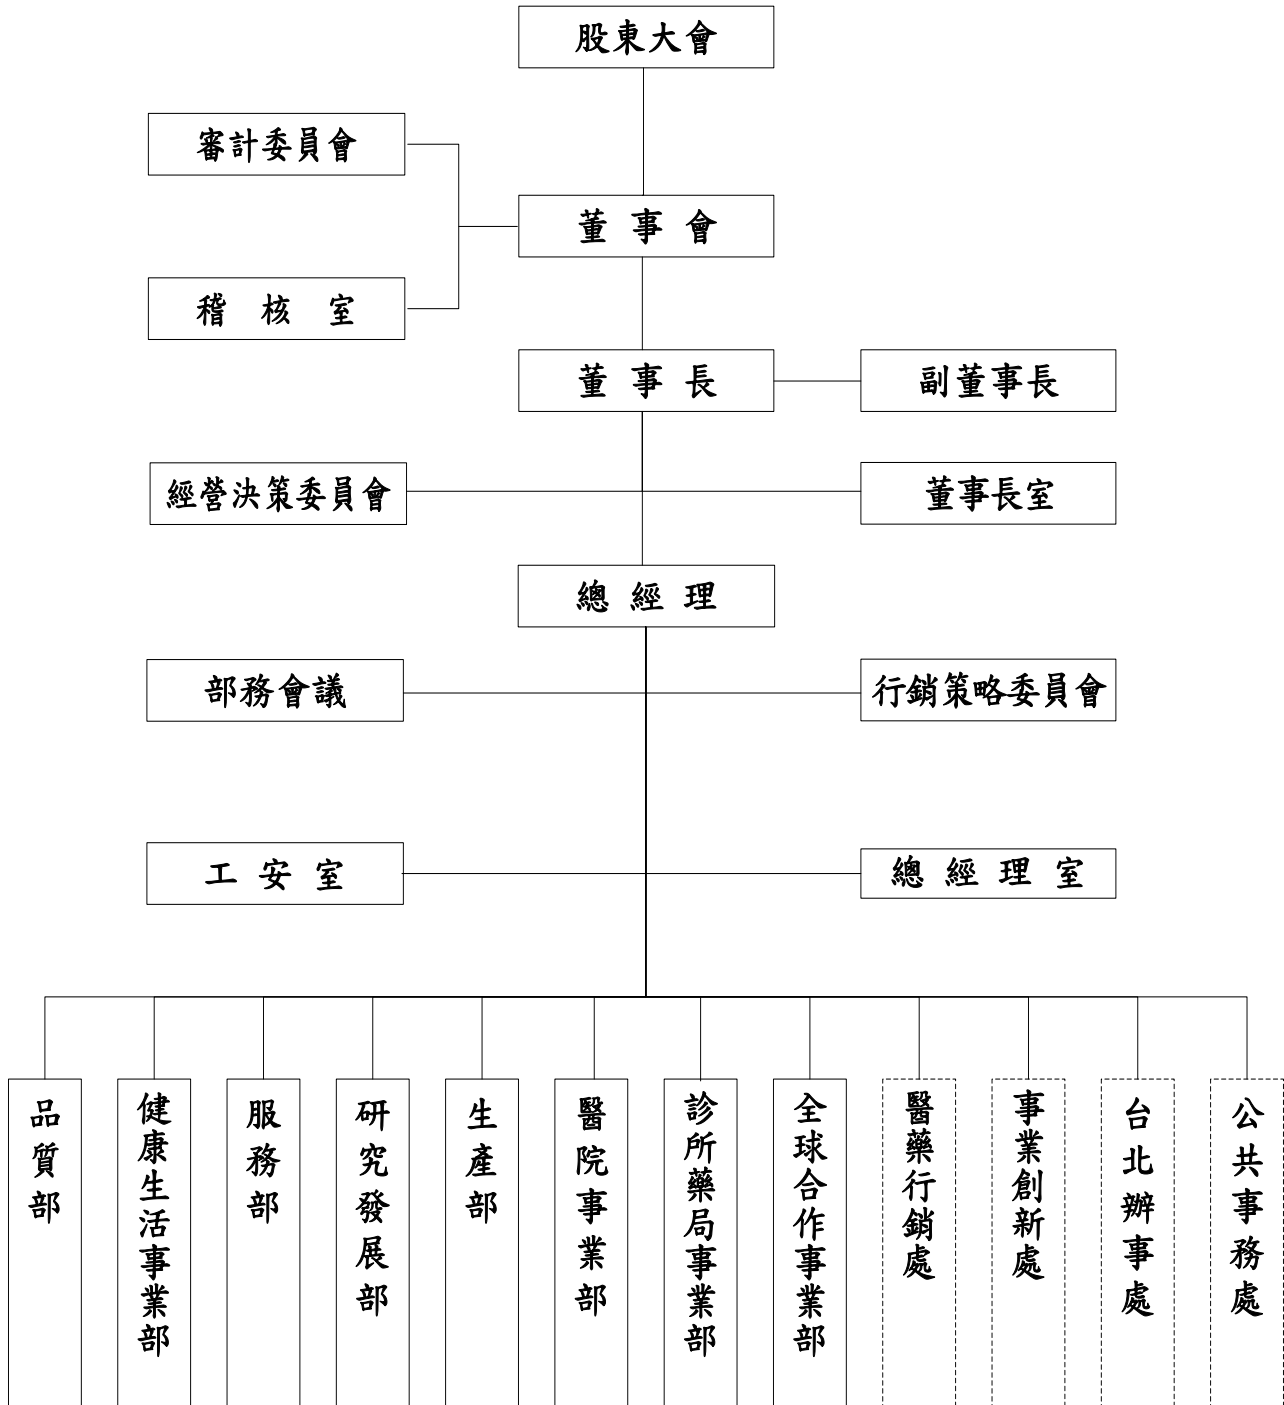 股東大會
審計委員會
董事會
稽核室
董事長
副董事長
經營決策委員會
董事長室
總經理
部務會議
行銷策略委員會
工安室
總經理室
品質部
健康生活事業部
服務部
研究發展部
生產部
醫院事業部
診所藥局事業部
全球合作事業部
醫藥行銷處
事業創新處
台北辦事處
公共事務處